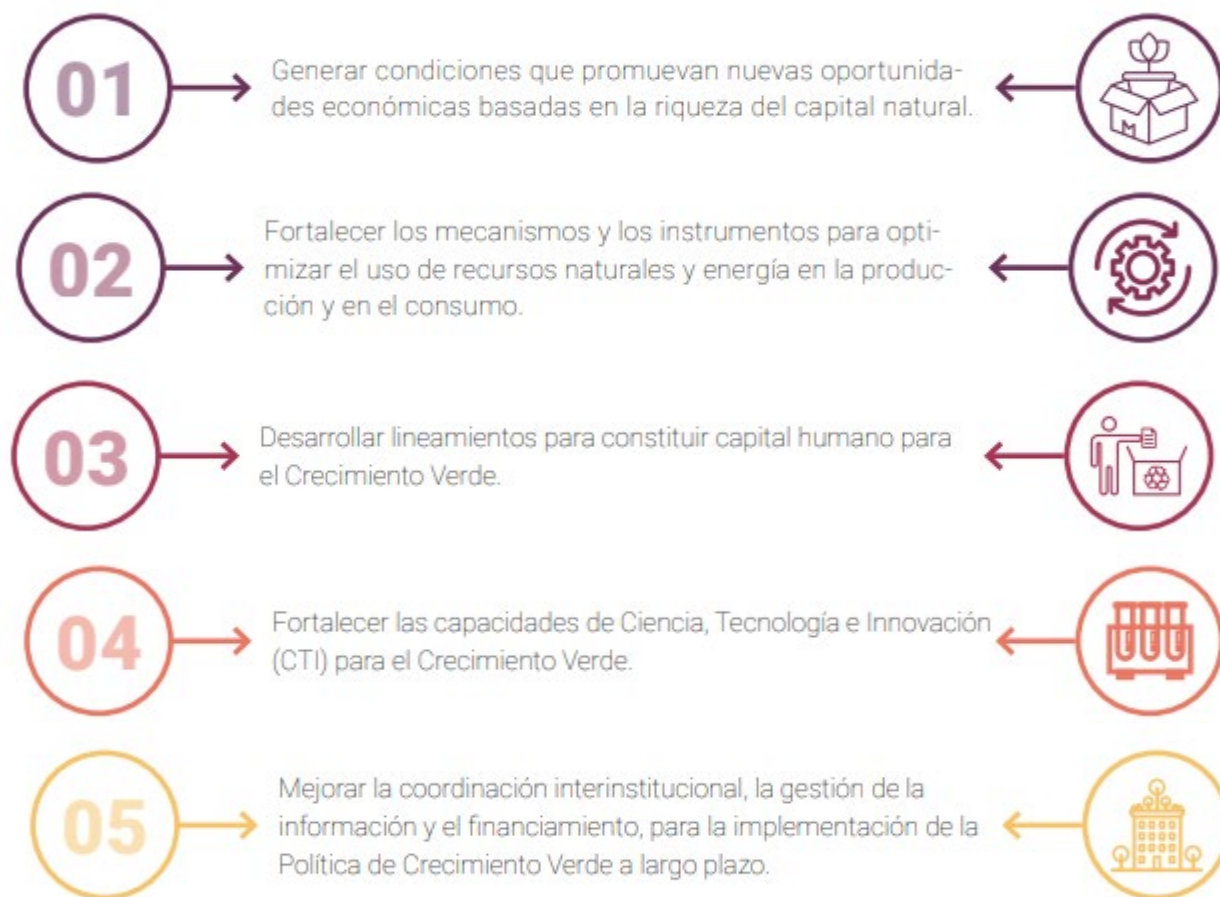 01
Generar condiciones que promuevan nuevas oportunida-
des económicas basadas en la riqueza del capital natural.
M
02
Fortalecer los mecanismos y los instrumentos para opti-
mizar el uso de recursos naturales y energía en la produc-
ción y en el consumo.
03
Desarrollar lineamientos para constituir capital humano para
el Crecimiento Verde.
04
Fortalecer las capacidades de Ciencia, Tecnología e Innovación
(CTI) para el Crecimiento Verde.
05
Mejorar la coordinación interinstitucional, la gestión de la
información y el financiamiento, para la implementación de la
Política de Crecimiento Verde a largo plazo.